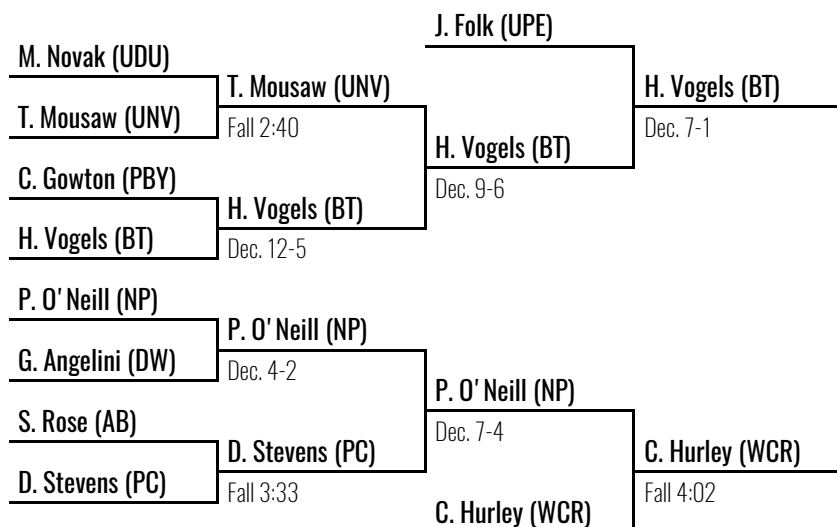 J. Folk (UPE)
M. Novak (UDU)
T. Mousaw (UNV)
H. Vogels (BT)
T. Mousaw (UNV)
Fall 2:40
Dec. 7-1
H. Vogels (BT)
C. Gowton (PBY)
Dec. 9-6
H. Vogels (BT)
H. Vogels (BT)
Dec. 12-5
P. O'Neill (NP)
P. O'Neill (NP)
G. Angelini (DW)
Dec. 4-2
P. O'Neill (NP)
S. Rose (AB)
Dec. 7-4
D. Stevens (PC)
C. Hurley (WCR)
D. Stevens (PC)
Fall 3:33
Fall 4:02
C. Hurley (WCR)